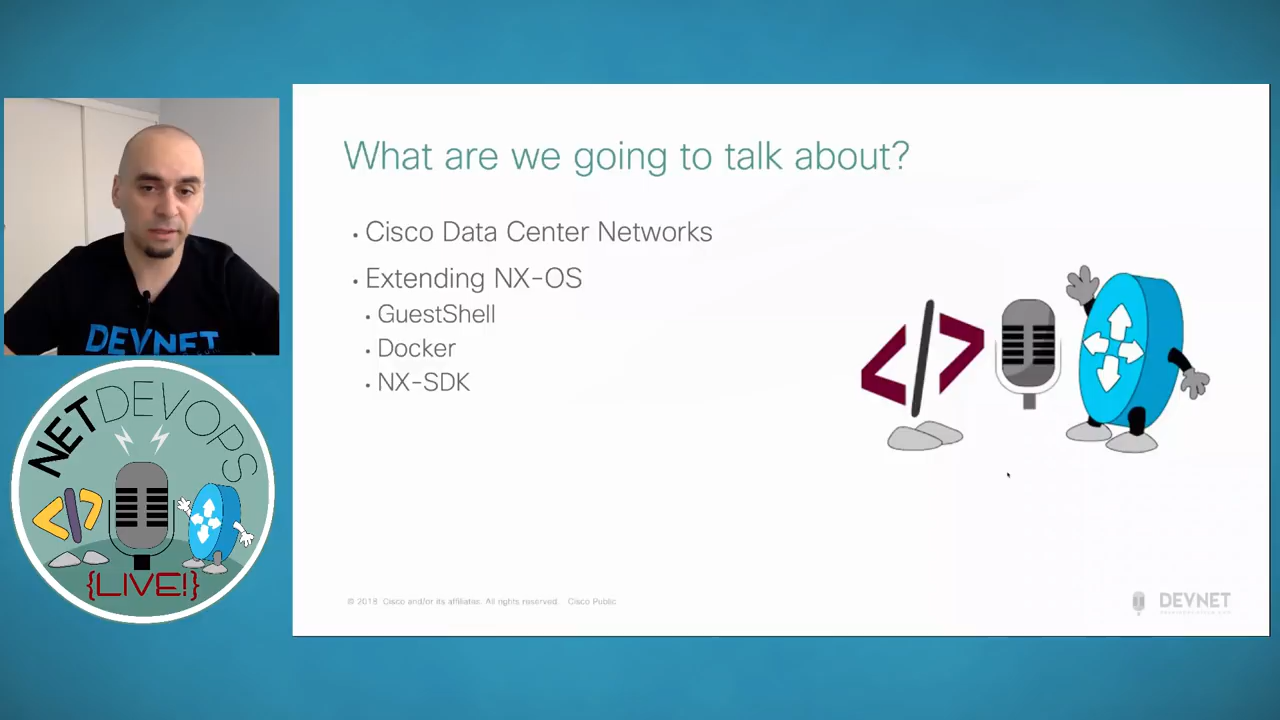 What are we going to talk about?
• Cisco Data Center Networks
• Extending NX-OS
• GuestShell
• Docker
• NX-SDK
DEVNET
NETDEVOPS
</>
{LIVE!}
© 2018 Cisco and/or its affiliates. All rights reserved. Cisco Public
DEVNET